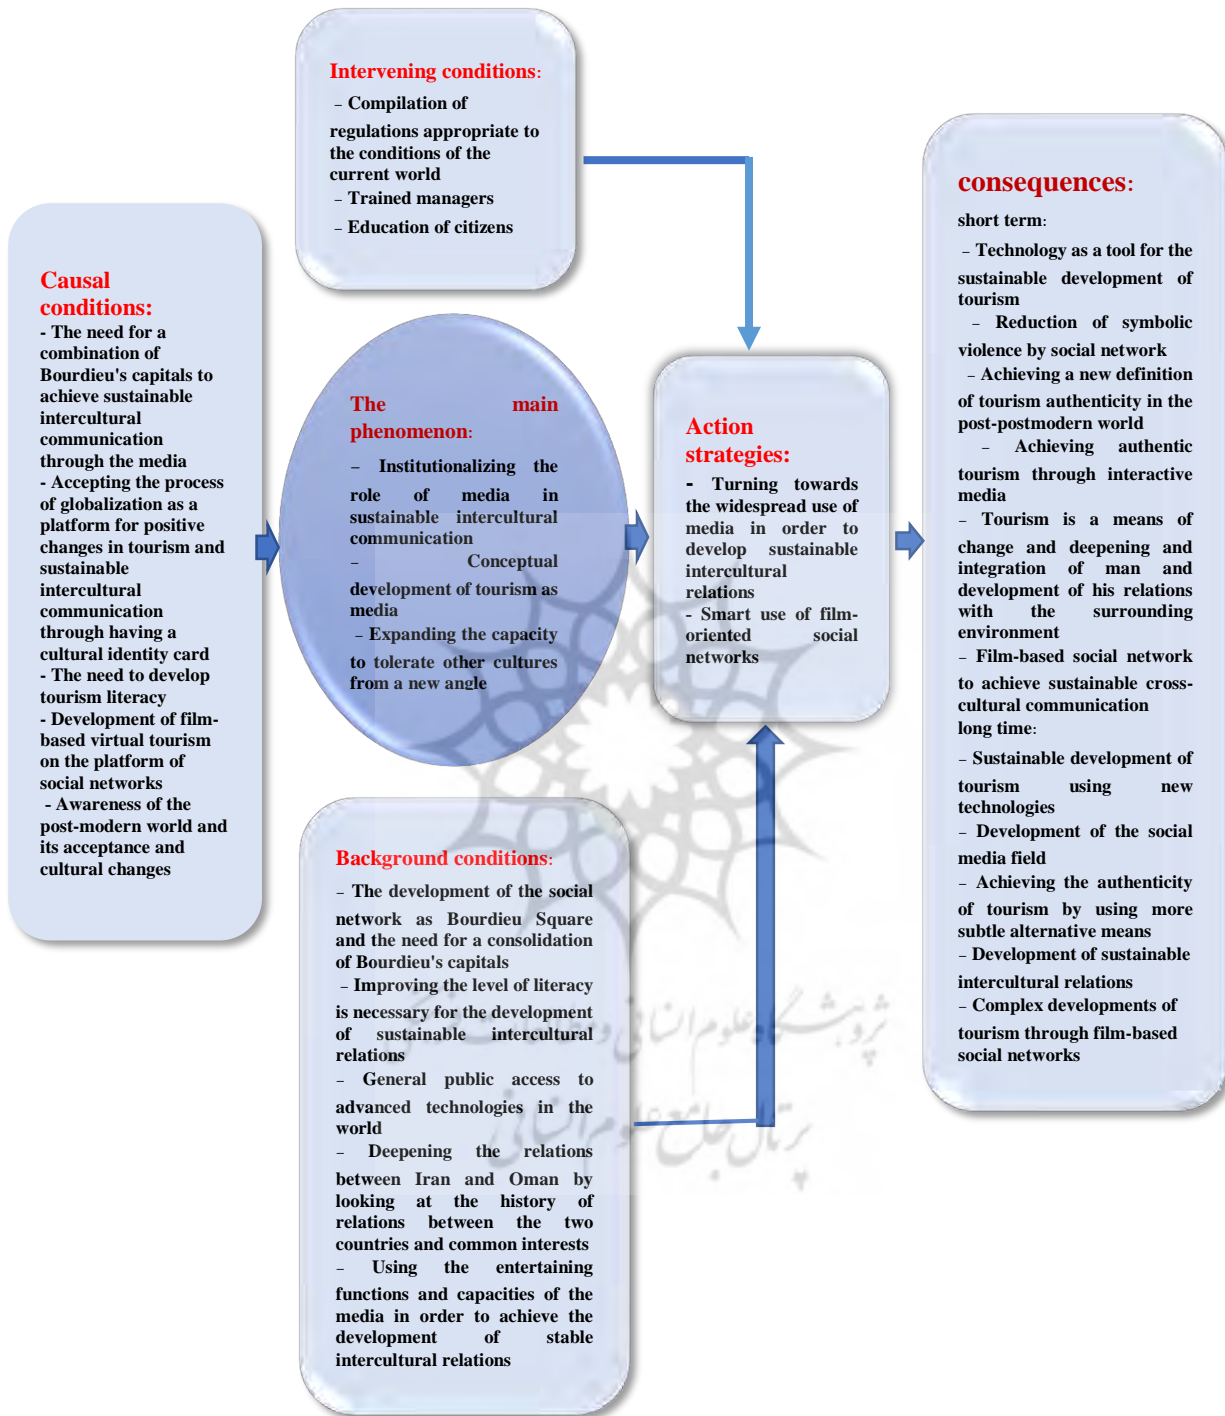 Intervening conditions:
– Compilation of
regulations appropriate to
the conditions of the
current world
– Trained managers
– Education of citizens
Causal
conditions:
- The need for a
combination of
Bourdieu's capitals to
achieve sustainable
intercultural
communication
through the media
- Accepting the process
of globalization as a
platform for positive
changes in tourism and
sustainable
intercultural
communication
through having a
cultural identity card
- The need to develop
tourism literacy
- Development of film-
based virtual tourism
on the platform of
social networks
- Awareness of the
post-modern world and
its acceptance and
cultural changes
The main
phenomenon:
– Institutionalizing the
role of media in
sustainable intercultural
communication
– Conceptual
development of tourism as
media
– Expanding the capacity
to tolerate other cultures
from a new angle
Action
strategies:
- Turning towards
the widespread use of
media in order to
develop sustainable
intercultural
relations
- Smart use of film-
oriented social
networks
Background conditions:
– The development of the social
network as Bourdieu Square
and the need for a consolidation
of Bourdieu's capitals
– Improving the level of literacy
is necessary for the development
of sustainable intercultural
relations
– General public access to
advanced technologies in the
world
– Deepening the relations
between Iran and Oman by
looking at the history of
relations between the two
countries and common interests
– Using the entertaining
functions and capacities of the
media in order to achieve the
development of stable
intercultural relations
consequences:
short term:
– Technology as a tool for the
sustainable development of
tourism
– Reduction of symbolic
violence by social network
– Achieving a new definition
of tourism authenticity in the
post-postmodern world
– Achieving authentic
tourism through interactive
media
– Tourism is a means of
change and deepening and
integration of man and
development of his relations
with the surrounding
environment
– Film-based social network
to achieve sustainable cross-
cultural communication
long time:
– Sustainable development of
tourism using new
technologies
– Development of the social
media field
– Achieving the authenticity
of tourism by using more
subtle alternative means
– Development of sustainable
intercultural relations
– Complex developments of
tourism through film-based
social networks
پژوهشگاه علوم انسانی و مطالعات فرهنگی
پرتال جامع علوم انسانی